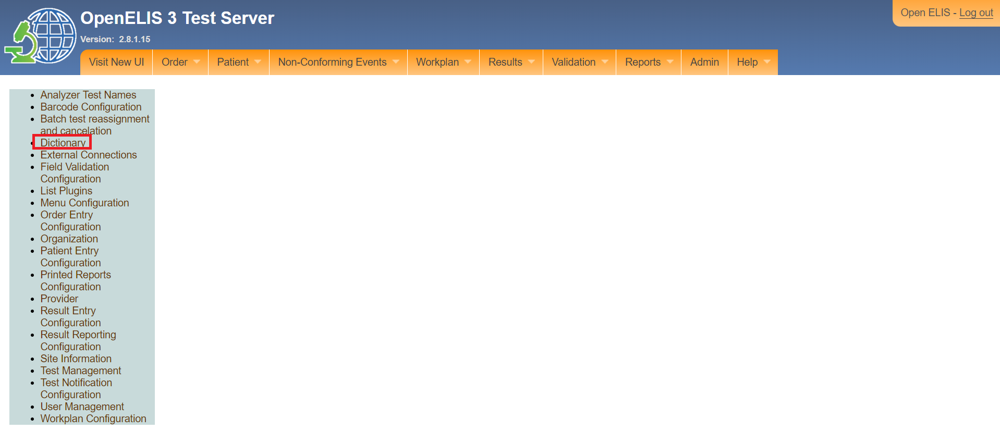 OpenELIS 3 Test Server
Version: 2.8.1.15
Open ELIS - Log out
Visit New UI Order Patient Non-Conforming Events Workplan Results Validation Reports Admin Help
Analyzer Test Names
Barcode Configuration
Batch test reassignment
and cancelation
Dictionary
External Connections
Field Validation
Configuration
List Plugins
Menu Configuration
Order Entry
Configuration
Organization
Patient Entry
Configuration
Printed Reports
Configuration
Provider
Result Entry
Configuration
Result Reporting
Configuration
Site Information
Test Management
Test Notification
Configuration
User Management
Workplan Configuration